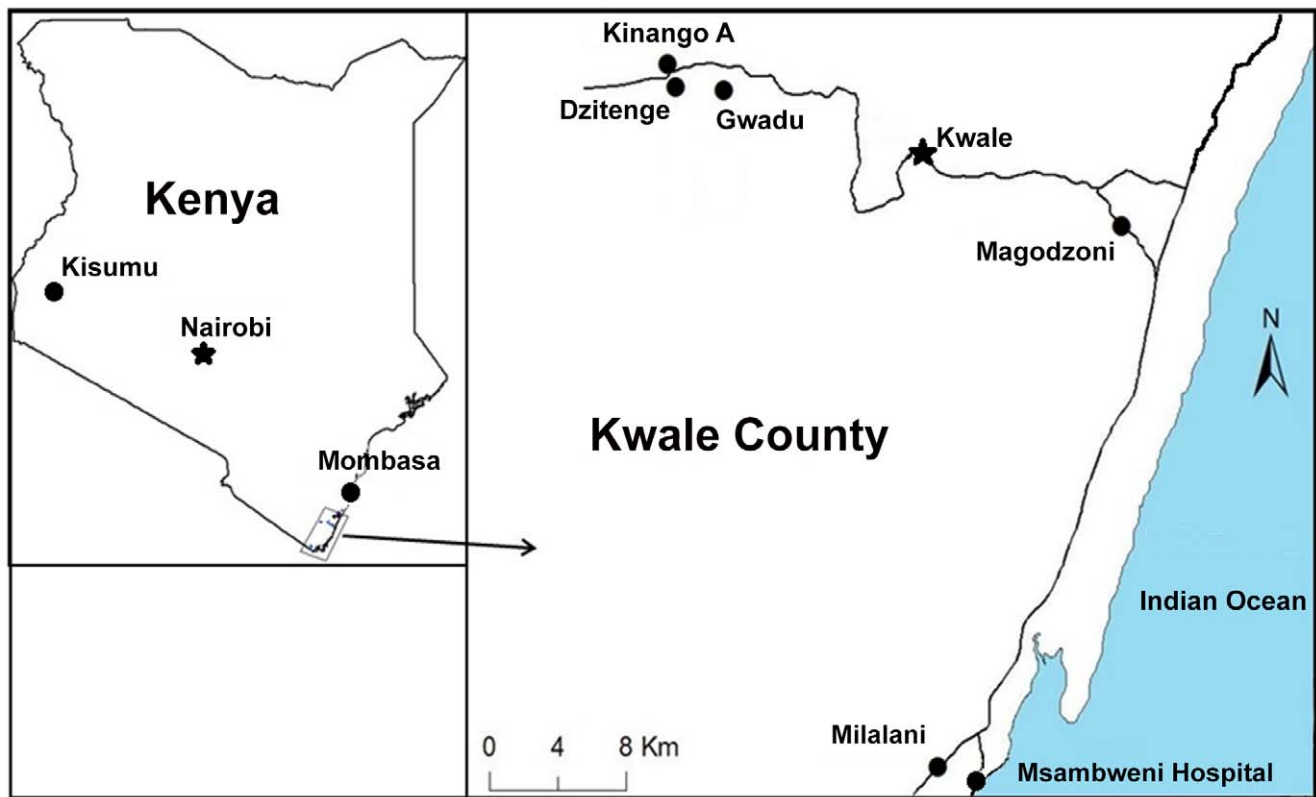 Kenya
Kisumu
Nairobi
Mombasa
Kinango A
Dzitenge
Gwadu
Kwale
Magodzoni
N
Kwale County
Indian Ocean
Milalani
Msambweni Hospital
0 4 8 Km